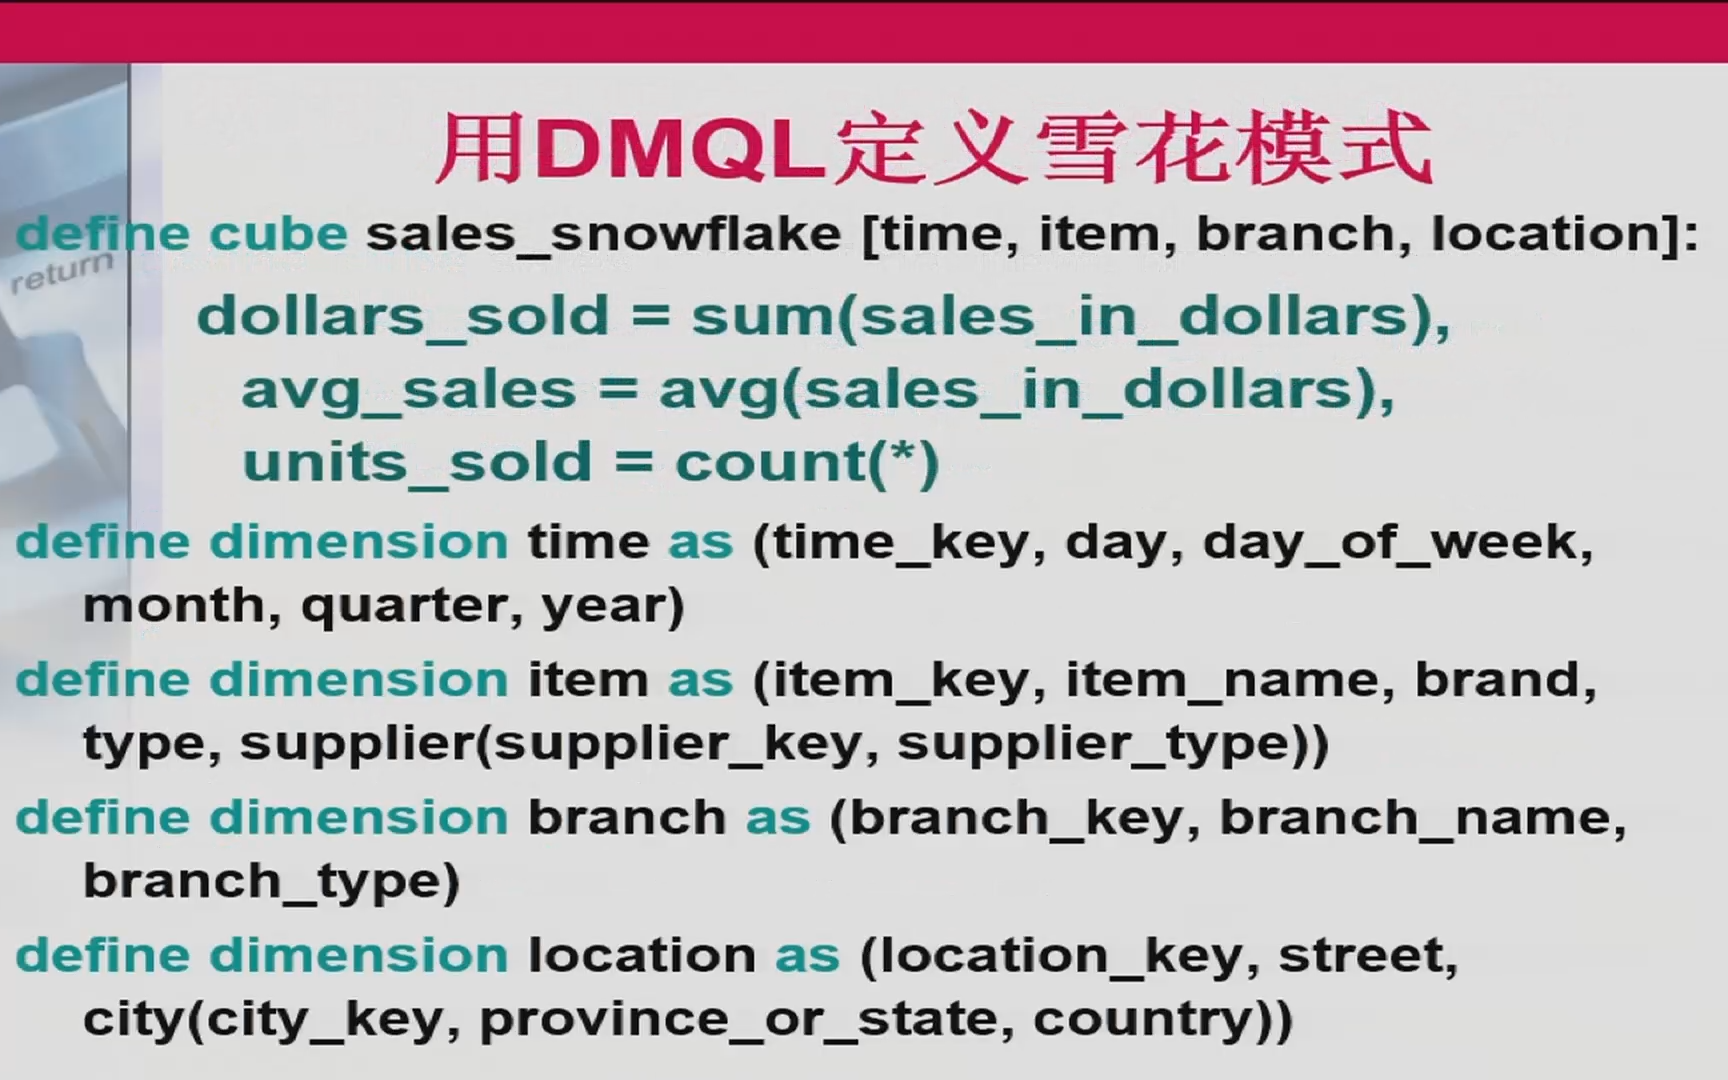 用DMQL定义雪花模式
define cube sales_snowflake [time, item, branch, location]:
return
dollars_sold = sum(sales_in_dollars),
avg_sales = avg(sales_in_dollars),
units_sold = count(*)
define dimension time as (time_key, day, day_of_week,
month, quarter, year)
define dimension item as (item_key, item_name, brand,
type, supplier(supplier_key, supplier_type))
define dimension branch as (branch_key, branch_name,
branch_type)
define dimension location as (location_key, street,
city(city_key, province_or_state, country))